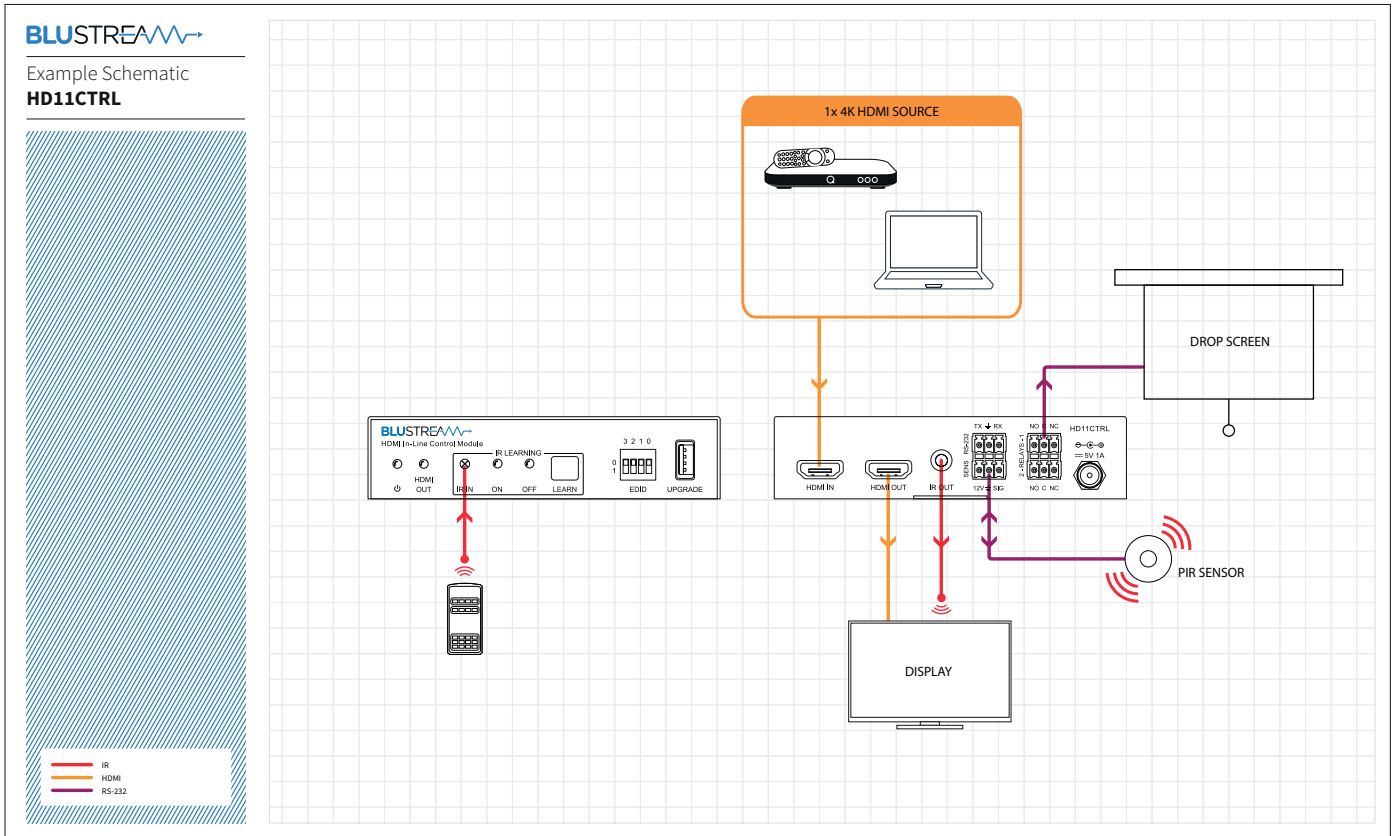 BLUSTREAM
Example Schematic
HD11CTRL
1x 4K HDMI SOURCE
DROP SCREEN
BLUSTREAM
HDMI In-Line Control Module
IR LEARNING
3 2 1 0
0
1
HDMI
OUT
IR IN
ON
OFF
LEARN
EDID
UPGRADE
TX RX
RS-232
SENS
12V SIG
NO C NC
2 - RELAYS - 1
NO C NC
HD11CTRL
5V 1A
HDMI IN
HDMI OUT
IR OUT
PIR SENSOR
DISPLAY
IR
HDMI
RS-232